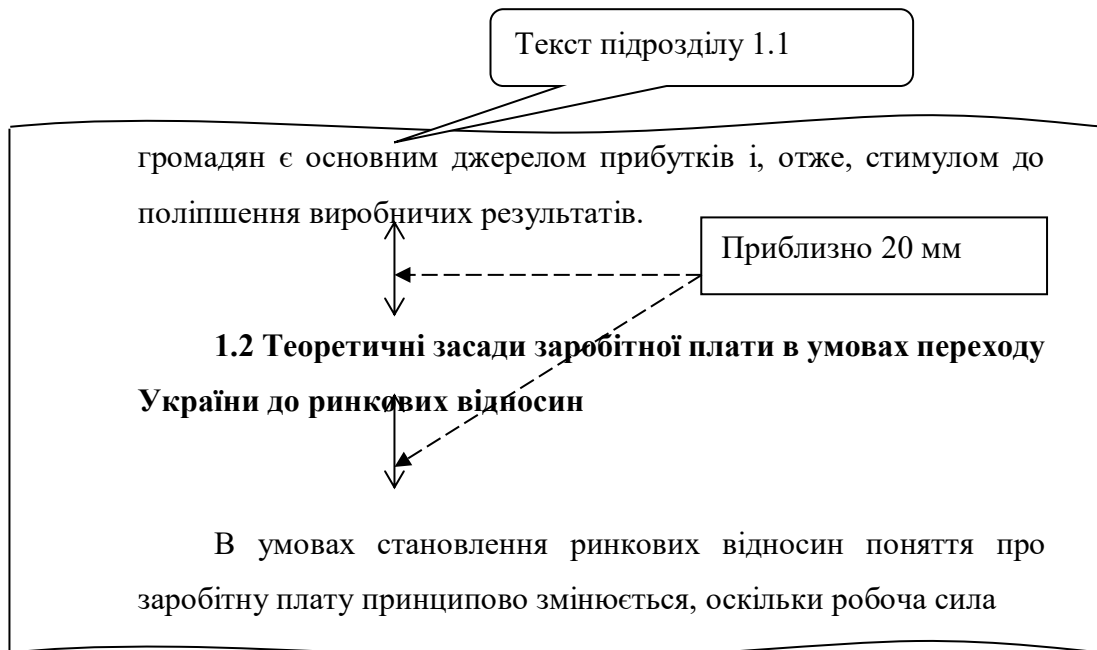 Текст підрозділу 1.1
громадян є основним джерелом прибутків і, отже, стимулом до
поліпшення виробничих результатів.
Приблизно 20 мм
1.2 Теоретичні засади заробітної плати в умовах переходу
України до ринкових відносин
В умовах становлення ринкових відносин поняття про
заробітну плату принципово змінюється, оскільки робоча сила